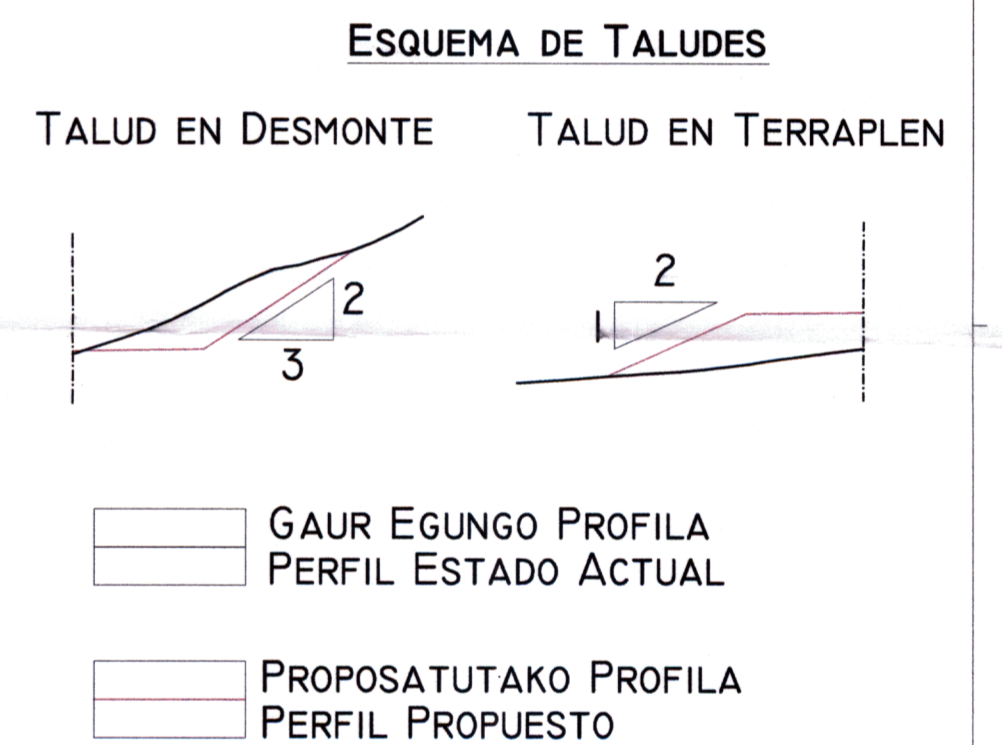 ESQUEMA DE TALUDES
TALUD EN DESMONTE
TALUD EN TERRAPLEN
2
3
2
1
GAUR EGUNGO PROFILA
PERFIL ESTADO ACTUAL
PROPOSATUTAKO PROFILA
PERFIL PROPUESTO